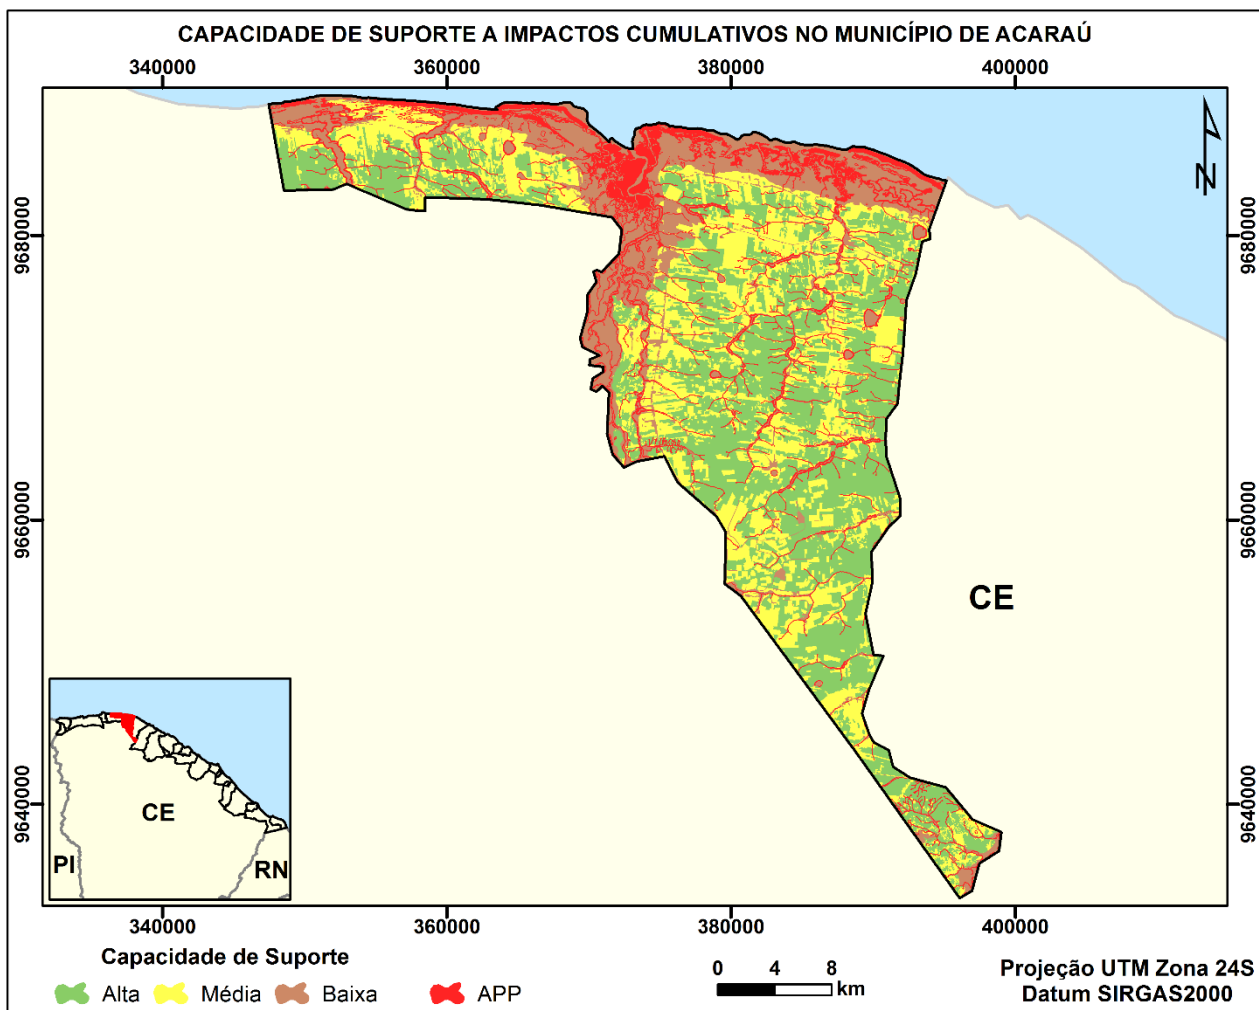 CAPACIDADE DE SUPORTE A IMPACTOS CUMULATIVOS NO MUNICÍPIO DE ACARAÚ
340000 360000 380000 400000
9680000 9680000
9660000 9660000
CE
9640000 9640000
CE
PI
RN
N
340000 360000 380000 400000
Capacidade de Suporte
Alta Média Baixa APP
0 4 8
km
Projeção UTM Zona 24S
Datum SIRGAS2000